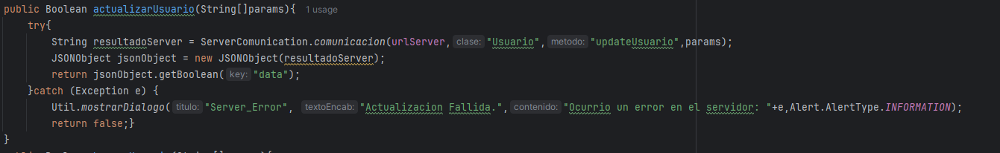 public Boolean actualizarUsuario(String[]params){ 1 usage
try{
String resultadoServer = ServerComunication.comunicacion(urlServer, clase: "Usuario", metodo: "updateUsuario",params);
JSONObject jsonObject = new JSONObject(resultadoServer);
return jsonObject.getBoolean( key: "data");
}catch (Exception e) {
Util.mostrarDialogo( titulo: "Server_Error", textoEncab: "Actualizacion Fallida.", contenido: "Ocurrio un error en el servidor: "+e,Alert.AlertType.INFORMATION);
return false;}
}